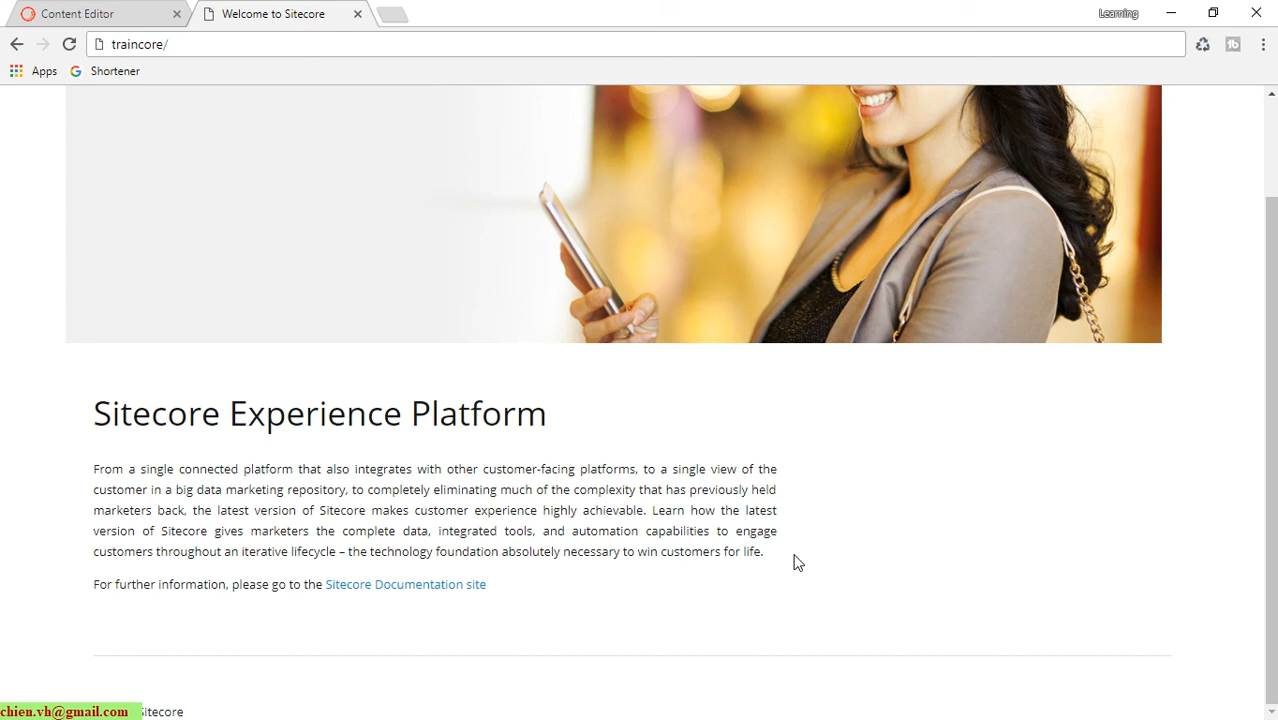 Content Editor
Welcome to Sitecore
Learning
traincore/
Apps
Shortener
Sitecore Experience Platform
From a single connected platform that also integrates with other customer-facing platforms, to a single view of the
customer in a big data marketing repository, to completely eliminating much of the complexity that has previously held
marketers back, the latest version of Sitecore makes customer experience highly achievable. Learn how the latest
version of Sitecore gives marketers the complete data, integrated tools, and automation capabilities to engage
customers throughout an iterative lifecycle – the technology foundation absolutely necessary to win customers for life.
For further information, please go to the Sitecore Documentation site
chien.vh@gmail.com Sitecore